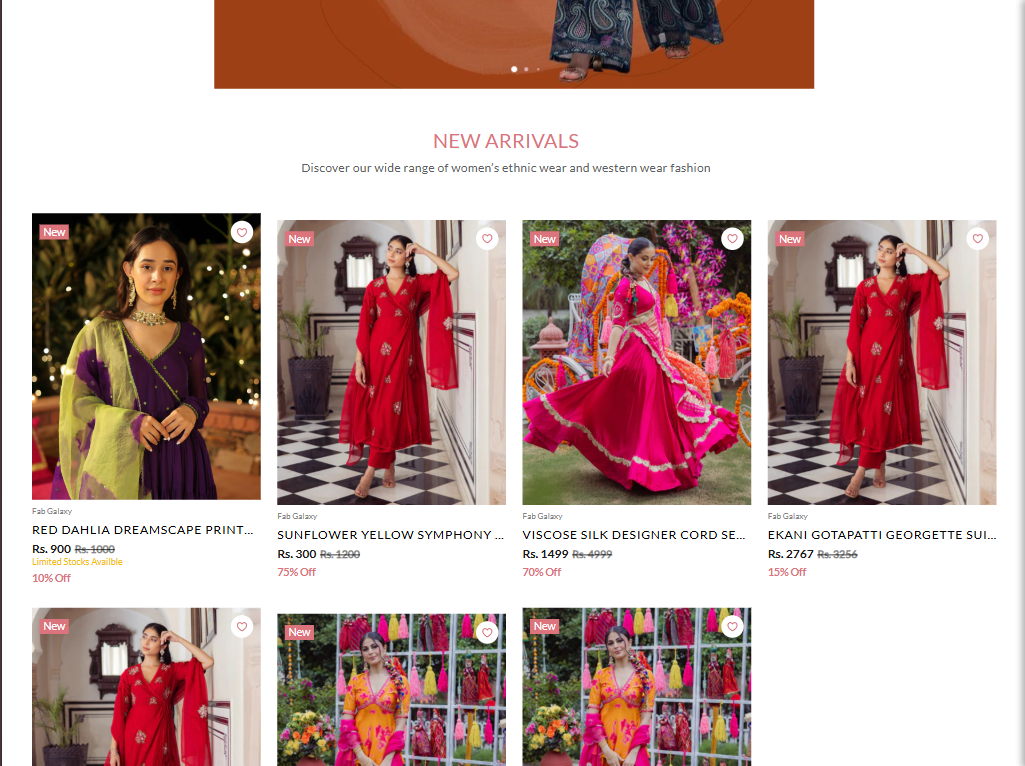 NEW ARRIVALS
Discover our wide range of women's ethnic wear and western wear fashion
New
New
New
New
Fab Galaxy
RED DAHLIA DREAMSCAPE PRINT...
Rs. 900 Rs. 1000
Limited Stocks Availble
10% Off
Fab Galaxy
SUNFLOWER YELLOW SYMPHONY ...
Rs. 300 Rs. 1200
75% Off
Fab Galaxy
VISCOSE SILK DESIGNER CORD SE...
Rs. 1499 Rs. 4999
70% Off
Fab Galaxy
EKANI GOTAPATTI GEORGETTE SUI...
Rs. 2767 Rs. 3256
15% Off
New
New
New